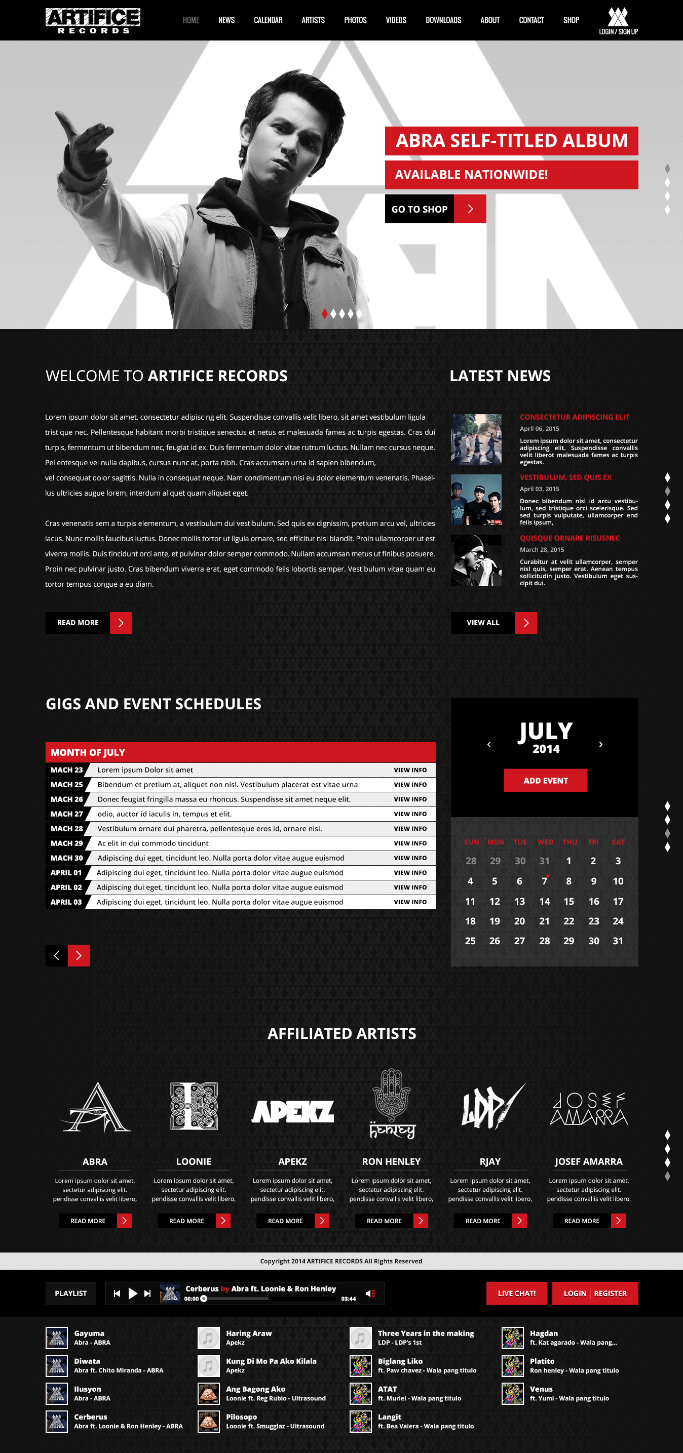 ARTIFICE
RECORDS
HOME NEWS CALENDAR ARTISTS PHOTOS VIDEOS DOWNLOADS ABOUT CONTACT SHOP
LOGIN / SIGN UP
ABRA SELF-TITLED ALBUM
AVAILABLE NATIONWIDE!
GO TO SHOP
WELCOME TO ARTIFICE RECORDS
Lorem ipsum dolor sit amet, consectetur adipiscing elit. Suspendisse convallis velit libero, sit amet vestibulum ligula
tristique nec. Pellentesque habitant morbi tristique senectus et netus et malesuada fames ac turpis egestas. Cras dui
turpis, fermentum ut bibendum nec, feugiat id ex. Duis fermentum dolor vitae rutrum luctus. Nullam nec cursus neque.
Pellentesque vel nulla dapibus, cursus nunc at, porta nibh. Cras accumsan urna id sapien bibendum,
vel consequat dolor sagittis. Nulla in consequat neque. Nam condimentum nisi eu dolor elementum venenatis. Phasel-
lus ultricies augue lorem, interdum al quet quam aliquet eget.
Cras venenatis sem a turpis elementum, a vestibulum dui vestibulum. Sed quis ex dignissim, pretium arcu vel, ultricies
lacus. Nunc mollis faucibus luctus. Donec mollis tortor ut ligula ornare, sec efficitur nisi blandit. Proin ullamcorper ut est
viverra mollis. Duis tincidunt orci ante, et pulvinar dolor semper commodo. Nullam accumsan metus ut finibus posuere.
Proin nec pulvinar justo. Cras bibendum viverra erat, eget commodo felis lobortis semper. Vestibulum vitae quam eu
tortor tempus congue a eu diam.
READ MORE
LATEST NEWS
CONSECTETUR ADIPISCING ELIT
April 06, 2015
Lorem ipsum dolor sit amet, consectetur
adipiscing elit. Suspendisse convallis
velit liberot malesuada fames ac turpis
egestas.
VESTIBULUM, SED QUIS EX
April 03, 2015
Donec bibendum nisl id arcu vestibu-
lum, sed tristique orci scelerisque. Sed
sed turpis vulputate, ullamcorper end
felis ipsum,
QUISQUE ORNARE RISUSNEC
March 28, 2015
Curabitur at velit ullamcorper, semper
nisl quis, semper erat. Aenean tempus
sollicitudin justo. Vestibulum eget sus-
cipit dui.
VIEW ALL
GIGS AND EVENT SCHEDULES
MONTH OF JULY
MACH 23 Lorem ipsum Dolor sit amet VIEW INFO
MACH 25 Bibendum et pretium at, aliquet non nisl. Vestibulum placerat est vitae urna VIEW INFO
MACH 26 Donec feugiat fringilla massa eu rhoncus. Suspendisse sit amet neque elit. VIEW INFO
MACH 27 odio, auctor id iaculis in, tempus et elit. VIEW INFO
MACH 28 Vestibulum ornare dui pharetra, pellentesque eros id, ornare nisi. VIEW INFO
MACH 29 Ac elit in dui commodo tincidunt VIEW INFO
MACH 30 Adipiscing dui eget, tincidunt leo. Nulla porta dolor vitae augue euismod VIEW INFO
APRIL 01 Adipiscing dui eget, tincidunt leo. Nulla porta dolor vitae augue euismod VIEW INFO
APRIL 02 Adipiscing dui eget, tincidunt leo. Nulla porta dolor vitae augue euismod VIEW INFO
APRIL 03 Adipiscing dui eget, tincidunt leo. Nulla porta dolor vitae augue euismod VIEW INFO
JULY
2014
ADD EVENT
SUN MON TUE WED THU FRI SAT
28 29 30 31 1 2 3
4 5 6 7 8 9 10
11 12 13 14 15 16 17
18 19 20 21 22 23 24
25 26 27 28 29 30 31
AFFILIATED ARTISTS
A L APEKZ HENLEY LDP JOSEF
AMARRA
ABRA LOONIE APEKZ RON HENLEY RJAY JOSEF AMARRA
Lorem ipsum dolor sit amet, Lorem ipsum dolor sit amet, Lorem ipsum dolor sit amet, Lorem ipsum dolor sit amet, Lorem ipsum dolor sit amet, Lorem ipsum dolor sit amet,
sectetur adipiscing elit. sectetur adipiscing elit. sectetur adipiscing elit. sectetur adipiscing elit. sectetur adipiscing elit. sectetur adipiscing elit.
pendisse convallis velit libero, pendisse convallis velit libero, pendisse convallis velit libero, pendisse convallis velit libero, pendisse convallis velit libero, pendisse convallis velit libero,
READ MORE READ MORE READ MORE READ MORE READ MORE READ MORE
Copyright 2014 ARTIFICE RECORDS All Rights Reserved
PLAYLIST
Cerberus by Abra ft. Loonie & Ron Henley
00:00 03:44
LIVE CHAT!
LOGIN | REGISTER
Gayuma
Abra - ABRA
Diwata
Abra ft. Chito Miranda - ABRA
Ilusyon
Abra - ABRA
Cerberus
Abra ft. Loonie & Ron Henley - ABRA
Haring Araw
Apekz
Kung Di Mo Pa Ako Kilala
Apekz
Ang Bagong Ako
Loonie ft. Reg Rubio - Ultrasound
Pilosopo
Loonie ft. Smugglaz - Ultrasound
Three Years in the making
LDP - LDP's 1st
Biglang Liko
ft. Paw chavez - Wala pang titulo
ATAT
ft. Muriel - Wala pang titulo
Langit
ft. Bea Valera - Wala pang titulo
Hagdan
ft. Kat agarado - Wala pang...
Platito
Ron henley - Wala pang titulo
Venus
ft. Yumi - Wala pang titulo